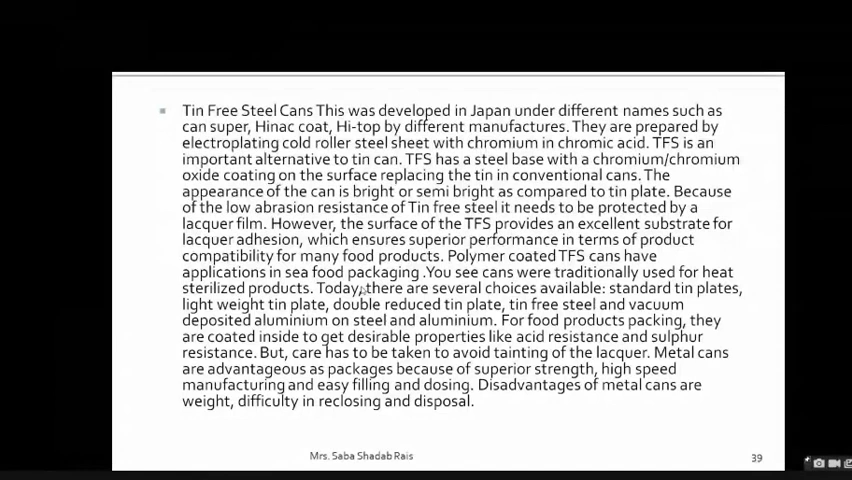 Tin Free Steel Cans This was developed in Japan under different names such as
can super, Hinac coat, Hi-top by different manufactures. They are prepared by
electroplating cold roller steel sheet with chromium in chromic acid. TFS is an
important alternative to tin can. TFS has a steel base with a chromium/chromium
oxide coating on the surface replacing the tin in conventional cans. The
appearance of the can is bright or semi bright as compared to tin plate. Because
of the low abrasion resistance of Tin free steel it needs to be protected by a
lacquer film. However, the surface of the TFS provides an excellent substrate for
lacquer adhesion, which ensures superior performance in terms of product
compatibility for many food products. Polymer coated TFS cans have
applications in sea food packaging .You see cans were traditionally used for heat
sterilized products. Today, there are several choices available: standard tin plates,
light weight tin plate, double reduced tin plate, tin free steel and vacuum
deposited aluminium on steel and aluminium. For food products packing, they
are coated inside to get desirable properties like acid resistance and sulphur
resistance. But, care has to be taken to avoid tainting of the lacquer. Metal cans
are advantageous as packages because of superior strength, high speed
manufacturing and easy filling and dosing. Disadvantages of metal cans are
weight, difficulty in reclosing and disposal.
Mrs. Saba Shadab Rais
39